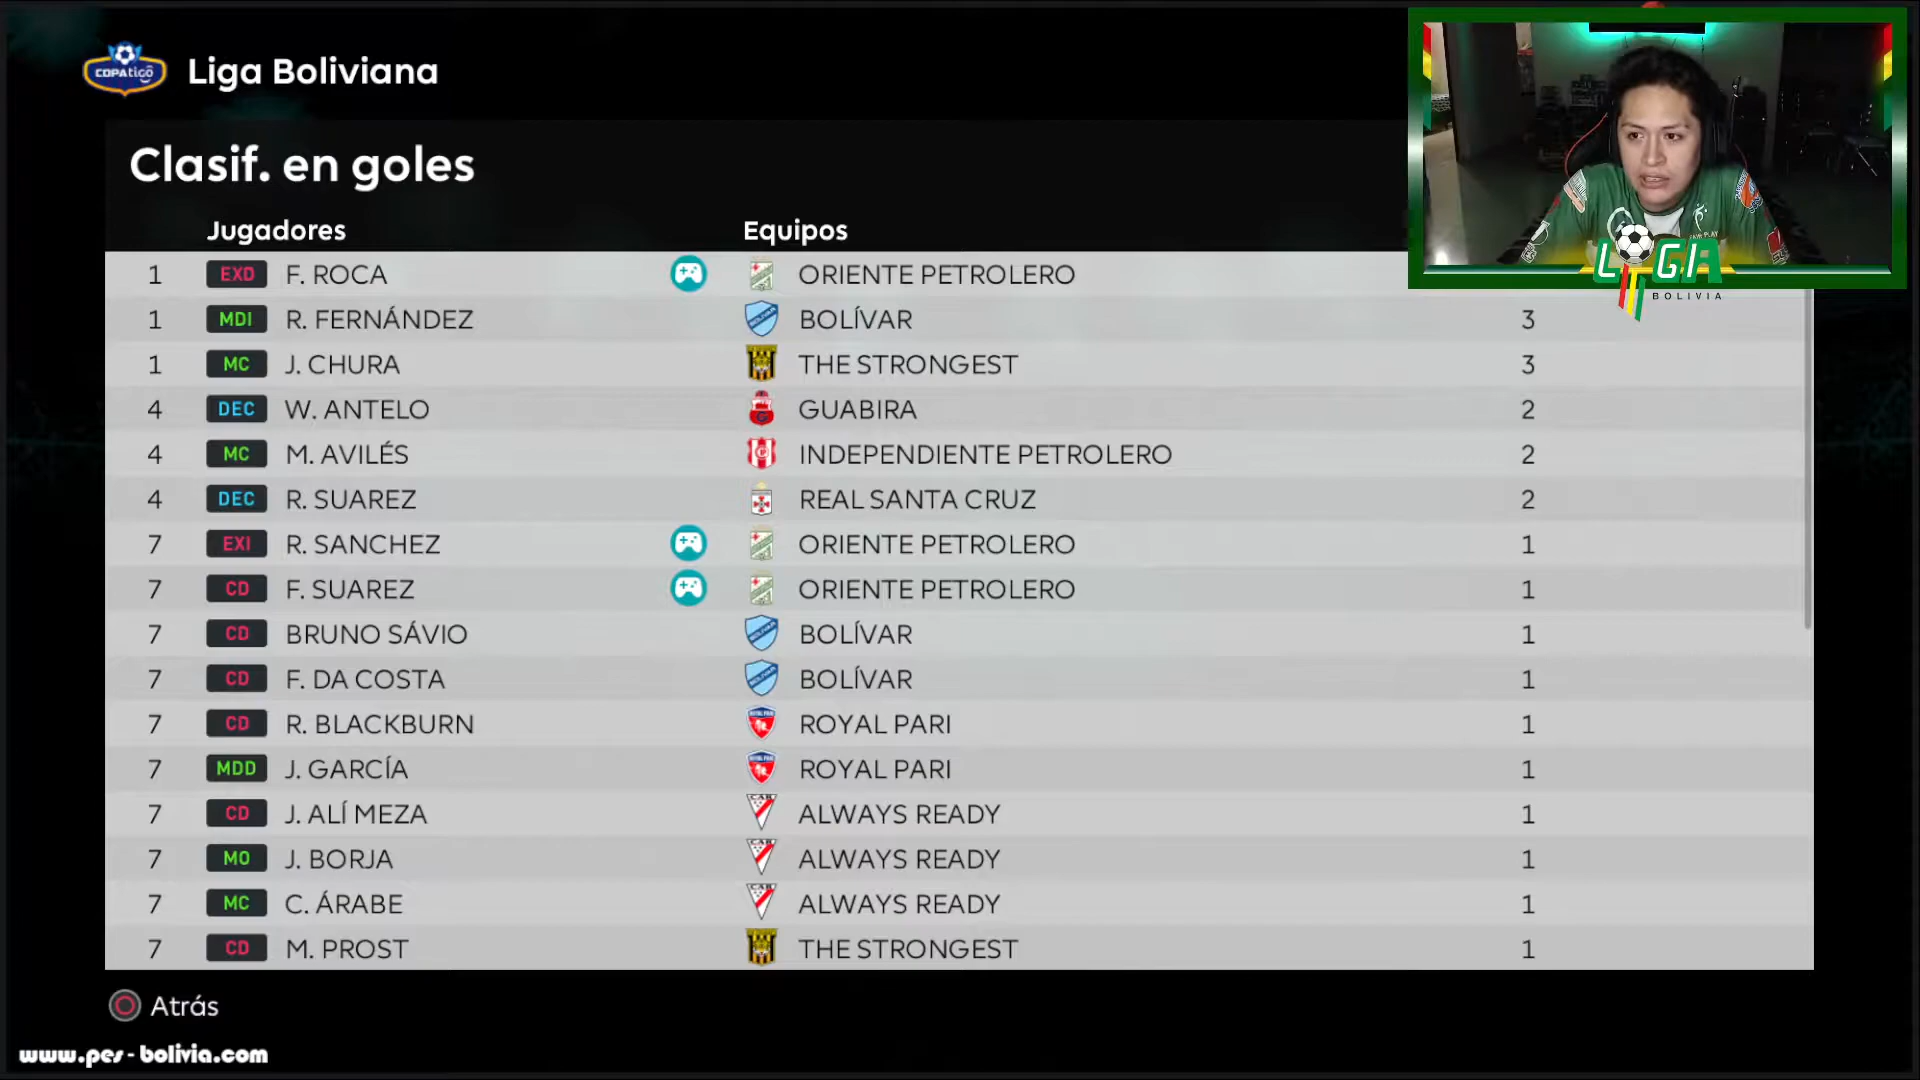 COPA tigo
Liga Boliviana
Clasif. en goles
Jugadores Equipos
1 EXD F. ROCA ORIENTE PETROLERO
1 MDI R. FERNÁNDEZ BOLÍVAR 3
1 MC J. CHURA THE STRONGEST 3
4 DEC W. ANTELO GUABIRA 2
4 MC M. AVILÉS INDEPENDIENTE PETROLERO 2
4 DEC R. SUAREZ REAL SANTA CRUZ 2
7 EXI R. SANCHEZ ORIENTE PETROLERO 1
7 CD F. SUAREZ ORIENTE PETROLERO 1
7 CD BRUNO SÁVIO BOLÍVAR 1
7 CD F. DA COSTA BOLÍVAR 1
7 CD R. BLACKBURN ROYAL PARI 1
7 MDD J. GARCÍA ROYAL PARI 1
7 CD J. ALÍ MEZA ALWAYS READY 1
7 MO J. BORJA ALWAYS READY 1
7 MC C. ÁRABE ALWAYS READY 1
7 CD M. PROST THE STRONGEST 1
Atrás
www.pes-bolivia.com
FAIR PLAY
LIGA
BOLIVIA